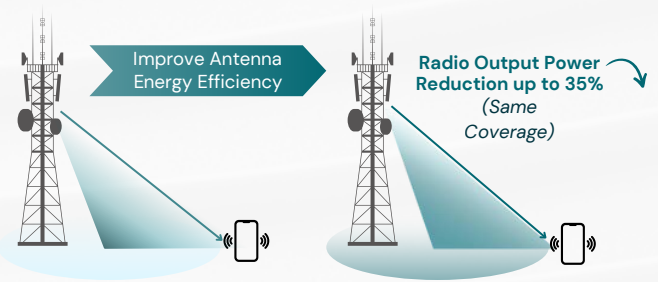 Improve Antenna
Energy Efficiency
Radio Output Power
Reduction up to 35%
(Same
Coverage)